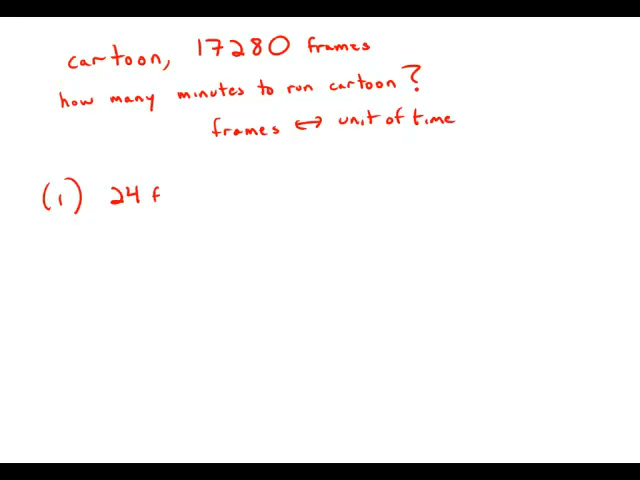 cartoon, 17280 frames
how many minutes to run cartoon?
frames ↔ unit of time
(1) 24 f